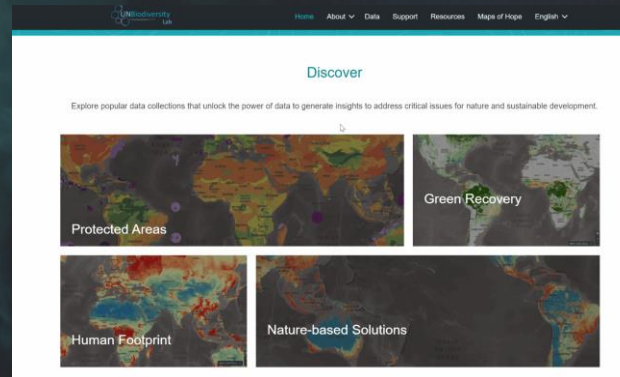 UNBiodiversity
Lab
Home About Data Support Resources Maps of Hope English
Discover
Explore popular data collections that unlock the power of data to generate insights to address critical issues for nature and sustainable development.
Protected Areas
Green Recovery
Human Footprint
Nature-based Solutions